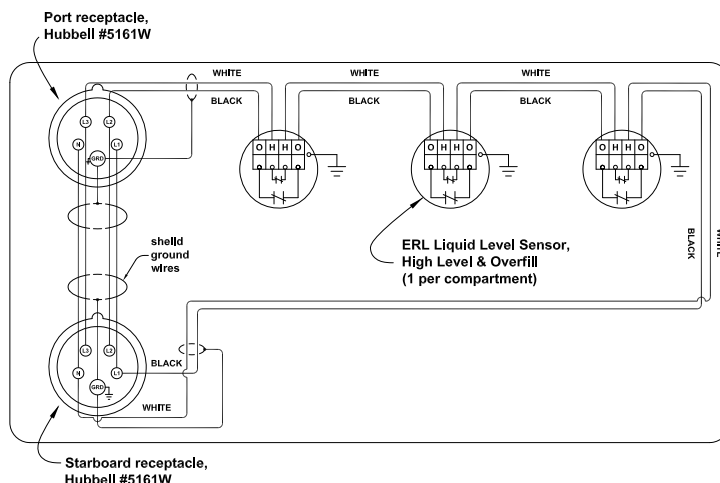 Port receptacle,
Hubbell #5161W
WHITE
WHITE
WHITE
BLACK
BLACK
BLACK
L3
L2
N
L1
GRD
O H H O
O H H O
O H H O
shelld
ground
wires
ERL Liquid Level Sensor,
High Level & Overfill
(1 per compartment)
BLACK
WHITE
L3
L2
N
L1
GRD
BLACK
WHITE
Starboard receptacle,
Hubbell #5161W